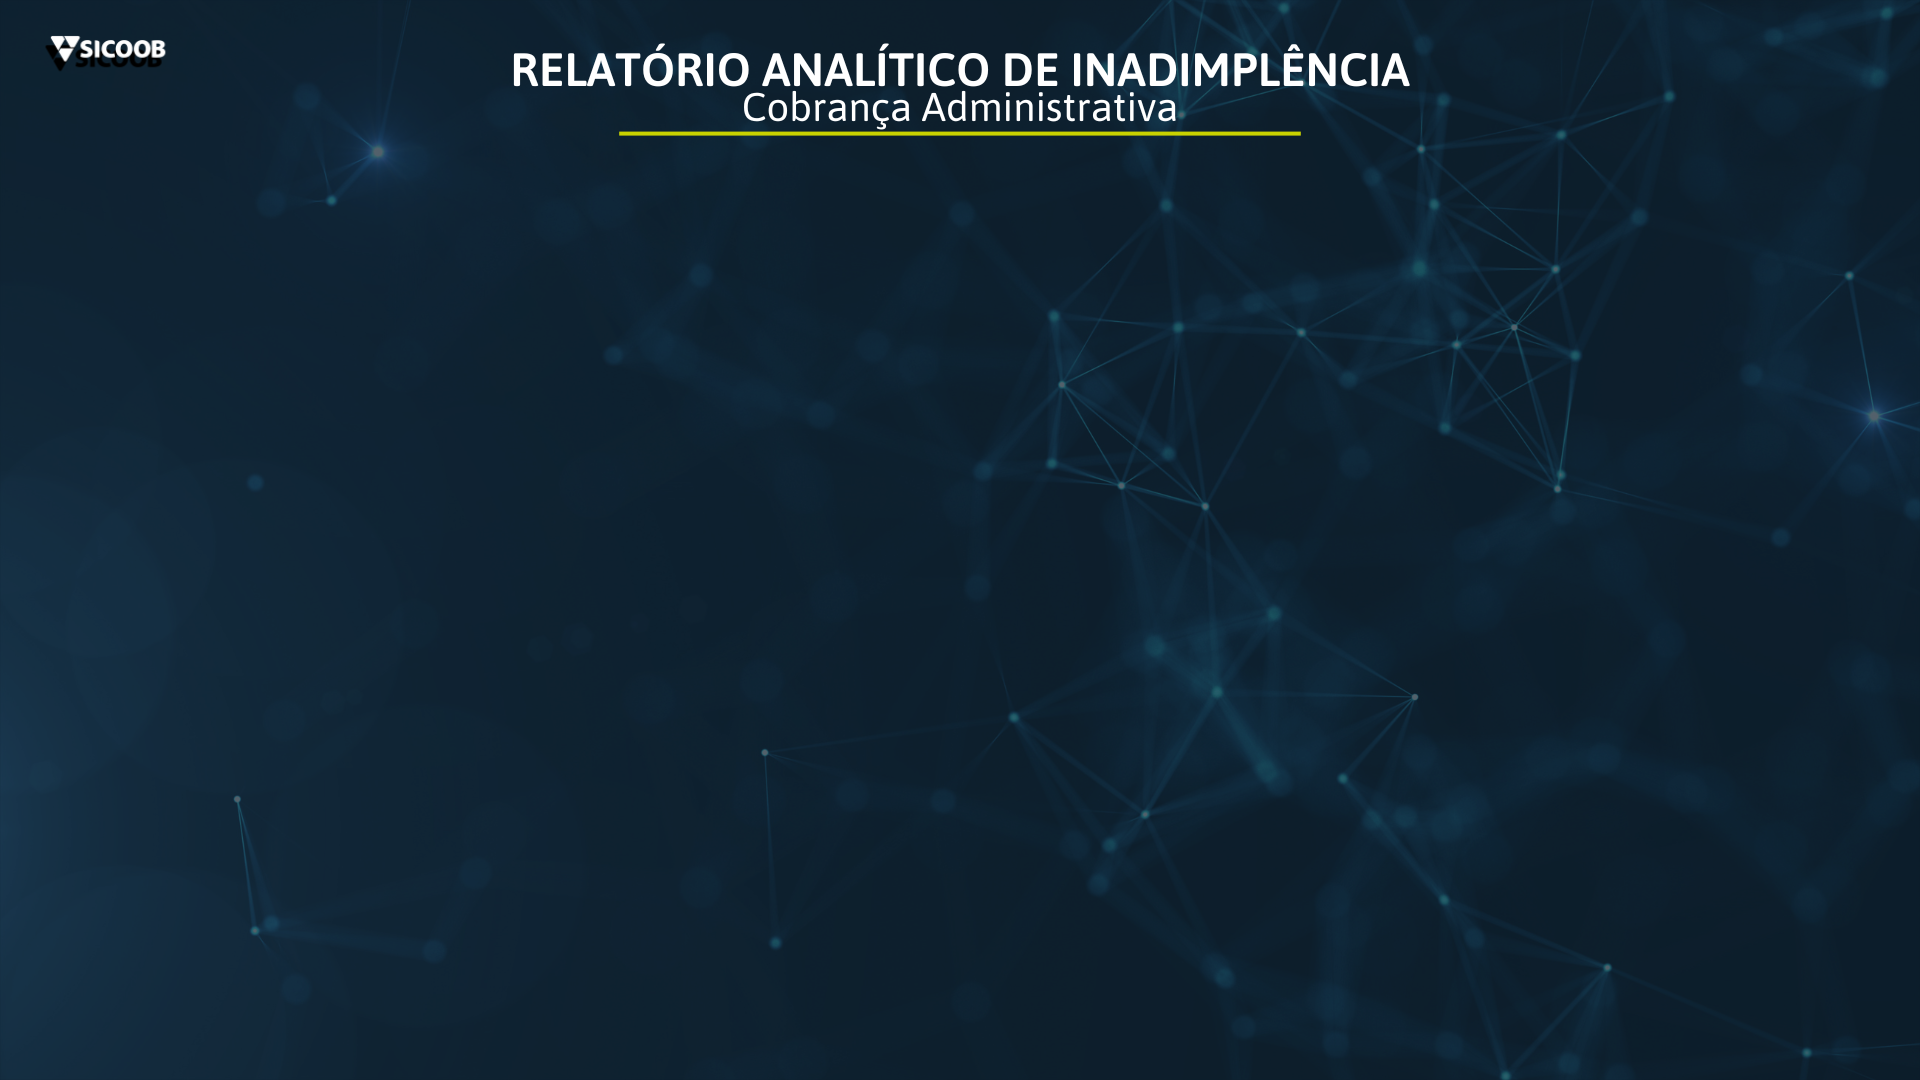 SICOOB
RELATÓRIO ANALÍTICO DE INADIMPLÊNCIA
Cobrança Administrativa